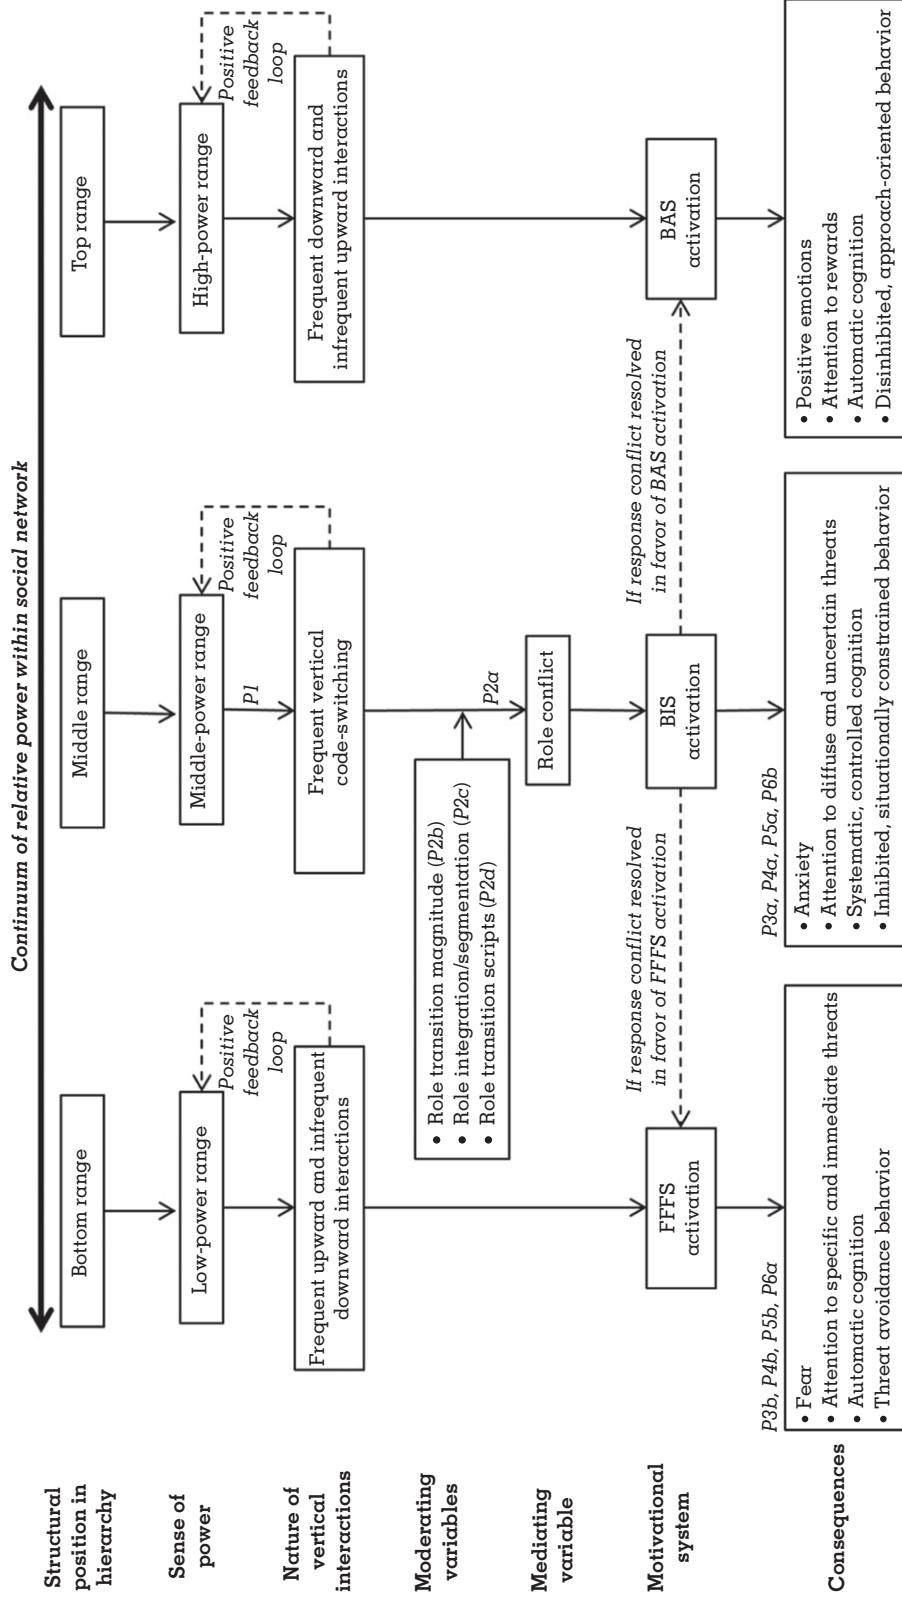 Continuum of relative power within social network
Structural
position in
hierarchy
Bottom range
Middle range
Top range
Sense of
power
Low-power range
Middle-power range
High-power range
Positive
feedback
loop
P1
Positive
feedback
loop
Positive
feedback
loop
Nature of
vertical
interactions
Frequent upward and infrequent
downward interactions
Frequent vertical
code-switching
Frequent downward and
infrequent upward interactions
Moderating
variables
• Role transition magnitude (P2b)
• Role integration/segmentation (P2c)
• Role transition scripts (P2d)
P2a
Mediating
variable
Role conflict
If response conflict resolved
in favor of FFFS activation
If response conflict resolved
in favor of BAS activation
Motivational
system
FFFS
activation
BIS
activation
BAS
activation
Consequences
P3b, P4b, P5b, P6a
• Fear
• Attention to specific and immediate threats
• Automatic cognition
• Threat avoidance behavior
P3a, P4a, P5a, P6b
• Anxiety
• Attention to diffuse and uncertain threats
• Systematic, controlled cognition
• Inhibited, situationally constrained behavior
• Positive emotions
• Attention to rewards
• Automatic cognition
• Disinhibited, approach-oriented behavior